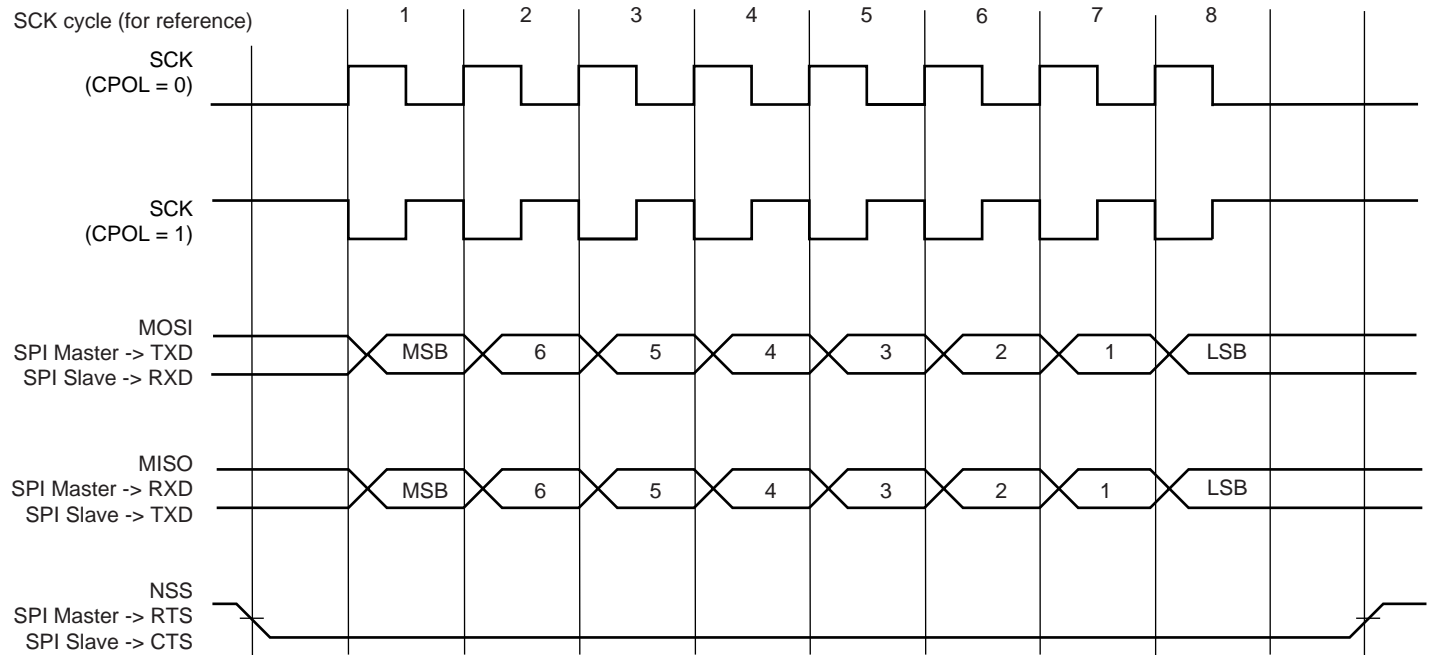 SCK cycle (for reference)
1 2 3 4 5 6 7 8
SCK
(CPOL = 0)
SCK
(CPOL = 1)
MOSI
SPI Master -> TXD
SPI Slave -> RXD
MSB 6 5 4 3 2 1 LSB
MISO
SPI Master -> RXD
SPI Slave -> TXD
MSB 6 5 4 3 2 1 LSB
NSS
SPI Master -> RTS
SPI Slave -> CTS